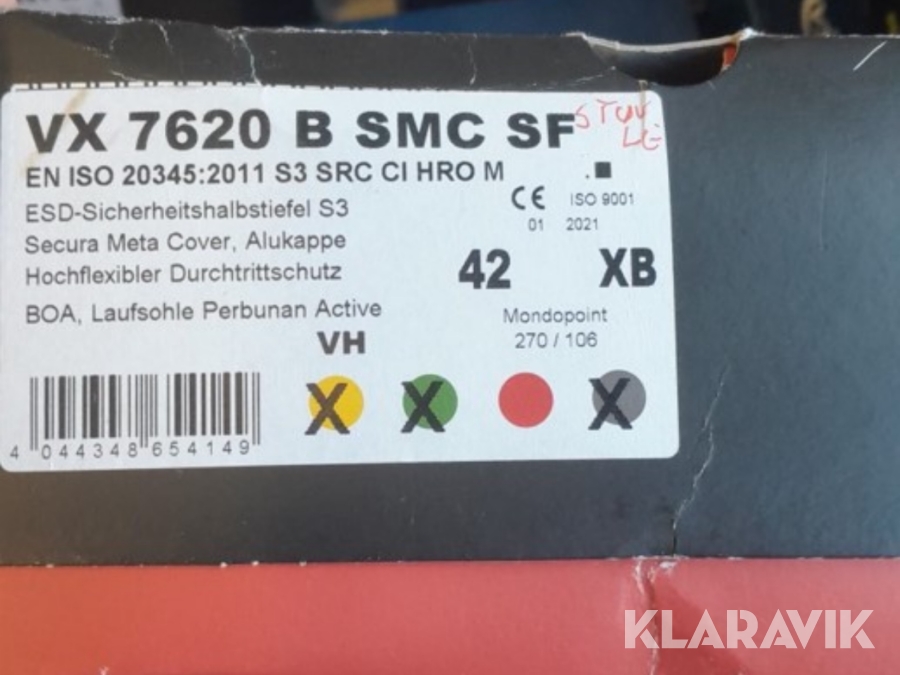 VX 7620 B SMC SF
STÖV
LE
EN ISO 20345:2011 S3 SRC CI HRO M
ESD-Sicherheitshalbstiefel S3
CE ISO 9001
01 2021
Secura Meta Cover, Alukappe
Hochflexibler Durchtrittschutz
42 XB
BOA, Laufsohle Perbunan Active
Mondopoint
VH
270 / 106
X X X
4 044348 654149
KLARAVIK